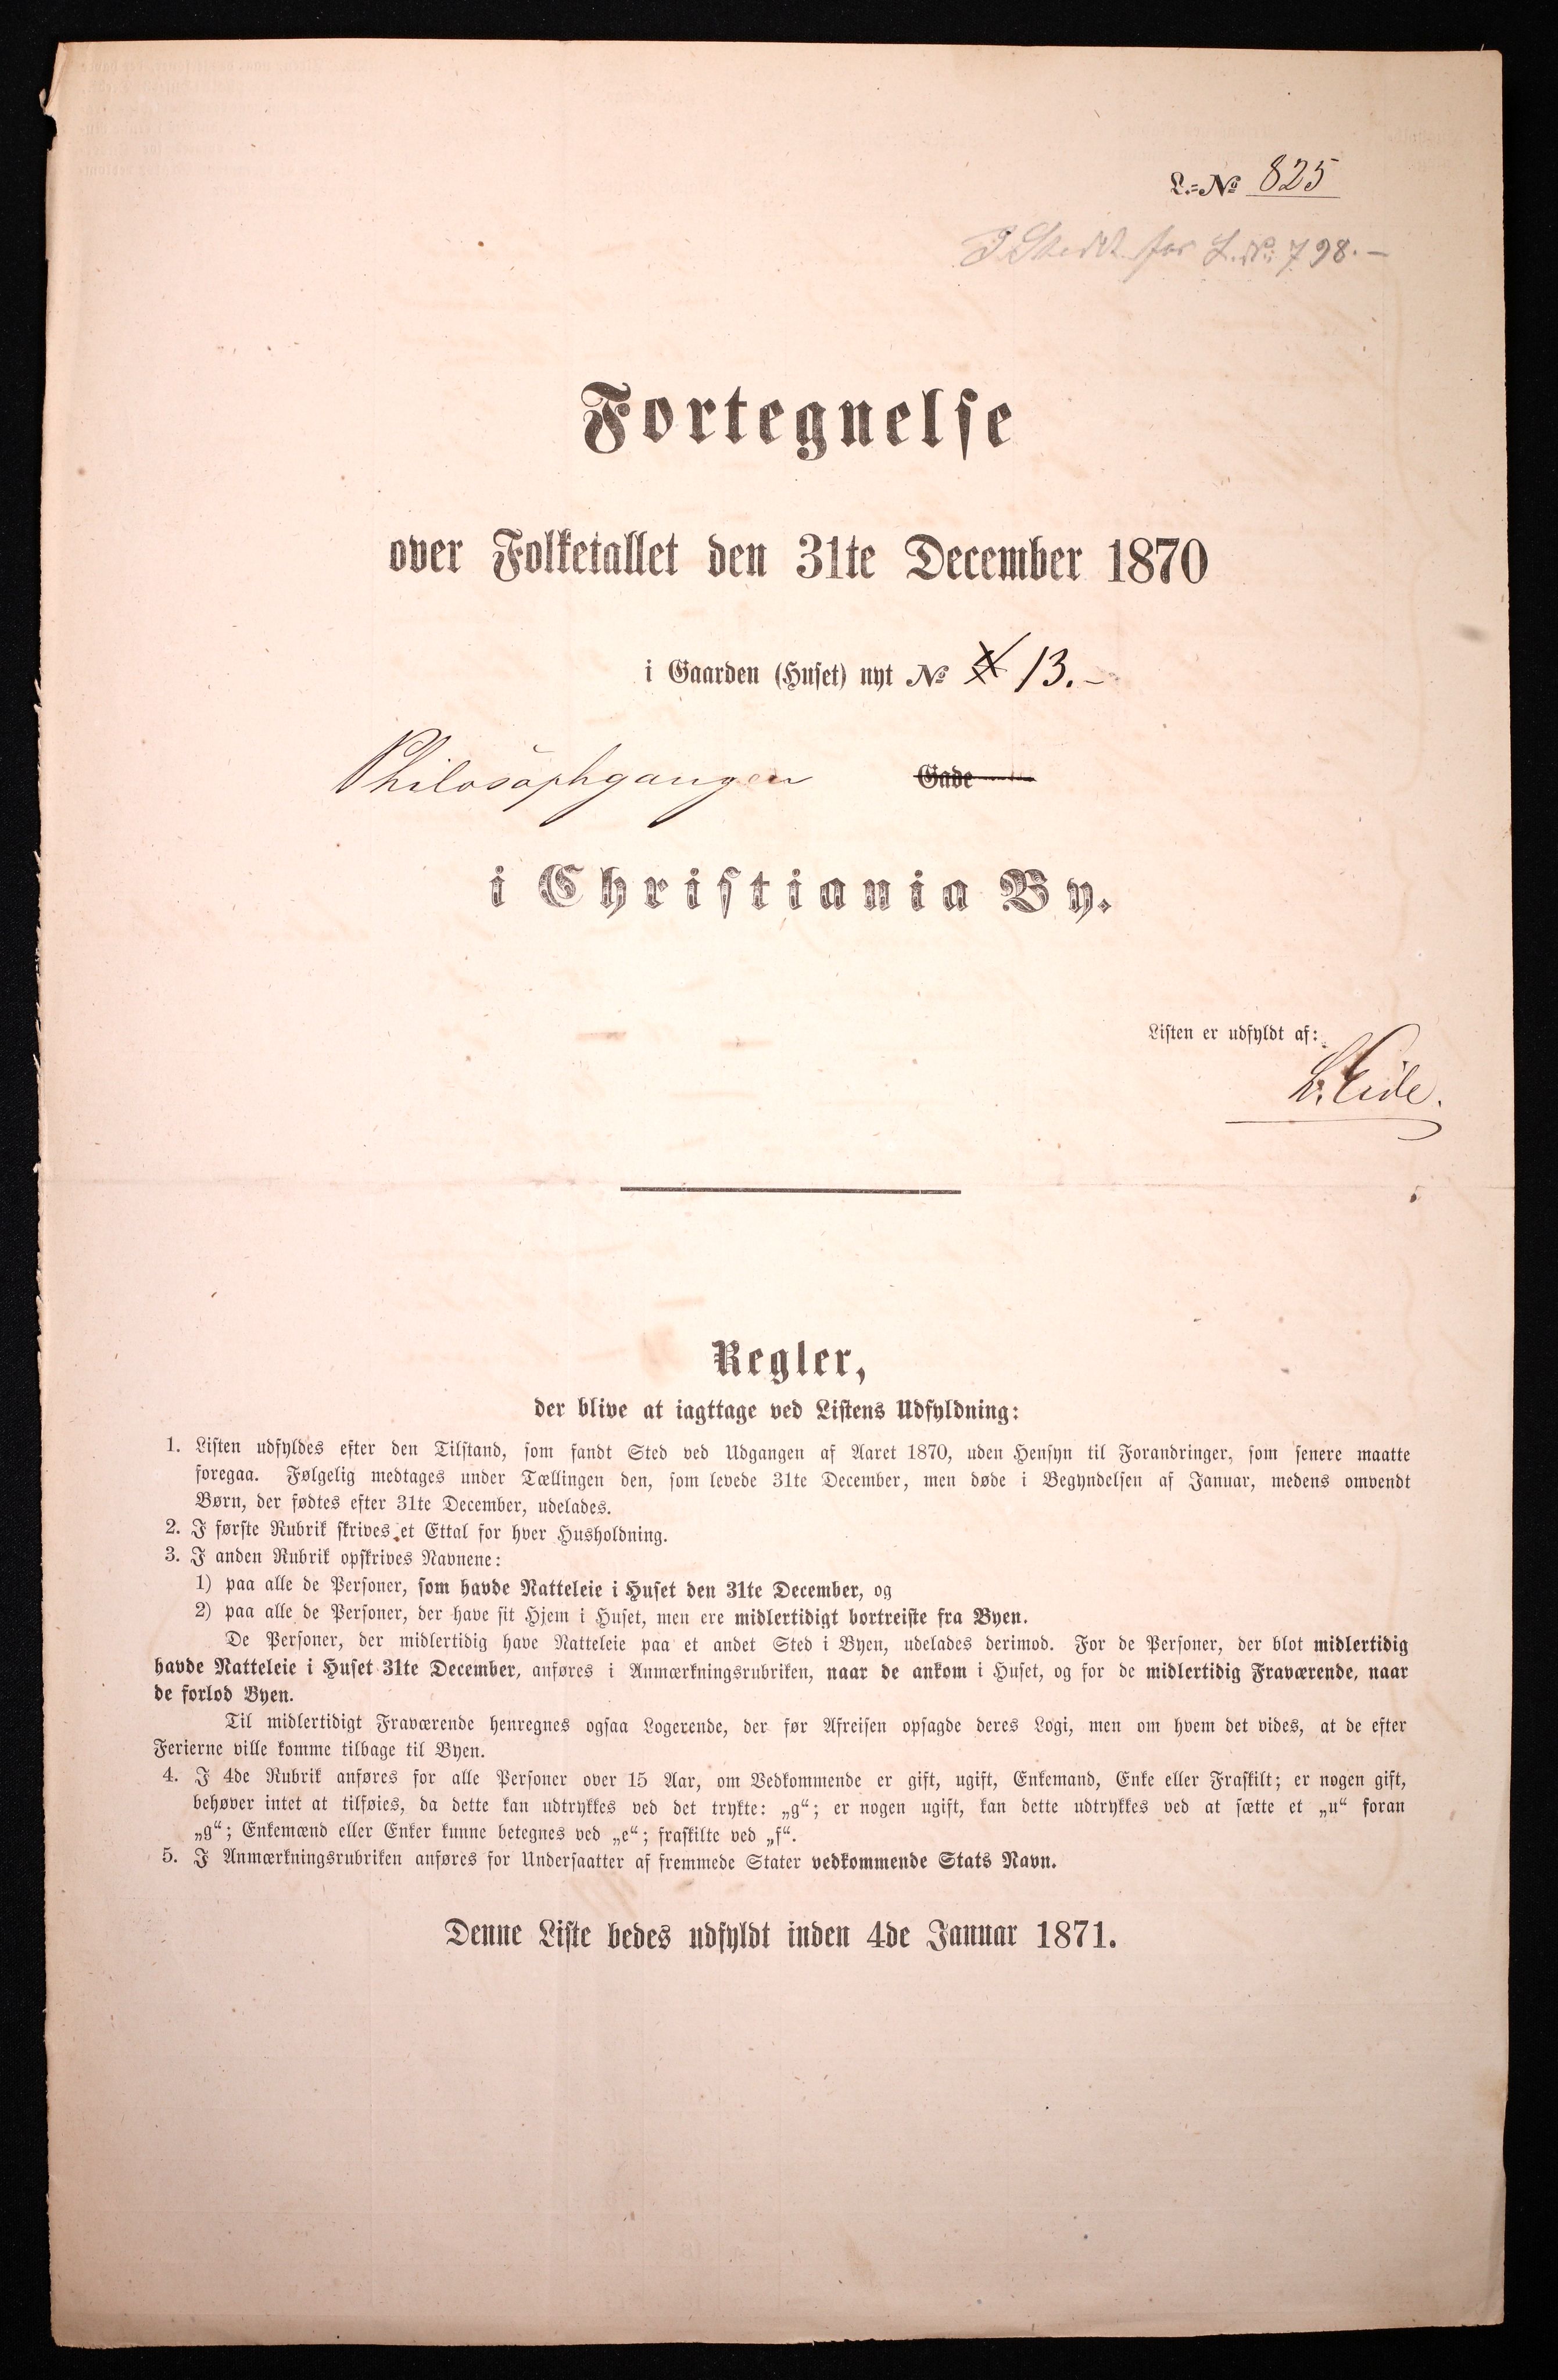 L.-№ 825
I Stedet for L.№. 798.-
Fortegnelse
over Folketallet den 31te December 1870
i Gaarden (Huset) nyt № 13.-
Philosophgangen Gade
i Christiania By.
Listen er udfyldt af:
L. Eide.
Regler,
der blive at iagttage ved Listens Udfyldning:
1. Listen udfyldes efter den Tilstand, som fandt Sted ved Udgangen af Aaret 1870, uden Hensyn til Forandringer, som senere maatte
foregaa. Følgelig medtages under Tællingen den, som levede 31te December, men døde i Begyndelsen af Januar, medens omvendt
Børn, der fødtes efter 31te December, udelades.
2. I første Rubrik skrives et Ettal for hver Husholdning.
3. I anden Rubrik opskrives Navnene:
1) paa alle de Personer, som havde Natteleie i Huset den 31te December, og
2) paa alle de Personer, der have sit Hjem i Huset, men ere midlertidigt bortreiste fra Byen.
De Personer, der midlertidig have Natteleie paa et andet Sted i Byen, udelades derimod. For de Personer, der blot midlertidig
havde Natteleie i Huset 31te December, anføres i Anmærkningsrubriken, naar de ankom i Huset, og for de midlertidig Fraværende, naar
de forlod Byen.
Til midlertidigt Fraværende henregnes ogsaa Logerende, der før Afreisen opsagde deres Logi, men om hvem det vides, at de efter
Ferierne ville komme tilbage til Byen.
4. I 4de Rubrik anføres for alle Personer over 15 Aar, om Vedkommende er gift, ugift, Enkemand, Enke eller Fraskilt; er nogen gift,
behøver intet at tilføies, da dette kan udtrykkes ved det trykte: „g“; er nogen ugift, kan dette udtrykkes ved at sætte et „u“ foran
„g“; Enkemænd eller Enker kunne betegnes ved „e“; fraskilte ved „f“.
5. I Anmærkningsrubriken anføres for Undersaatter af fremmede Stater vedkommende Stats Navn.
Denne Liste bedes udfyldt inden 4de Januar 1871.